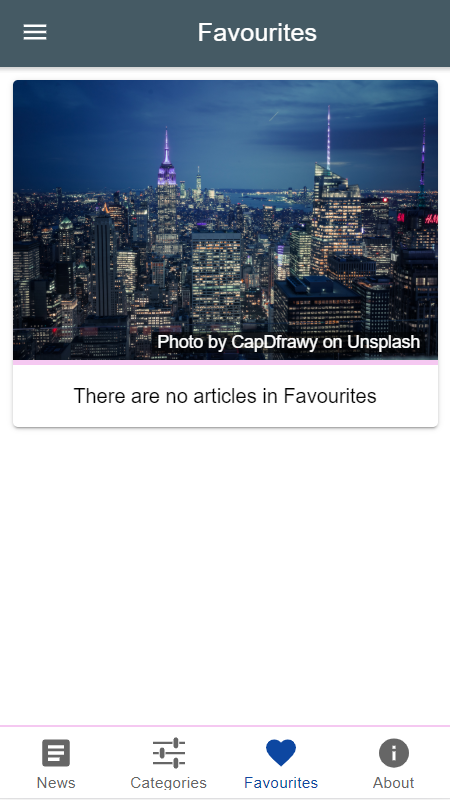 Favourites
H&M
Photo by CapDfrawy on Unsplash
There are no articles in Favourites
News
Categories
Favourites
About